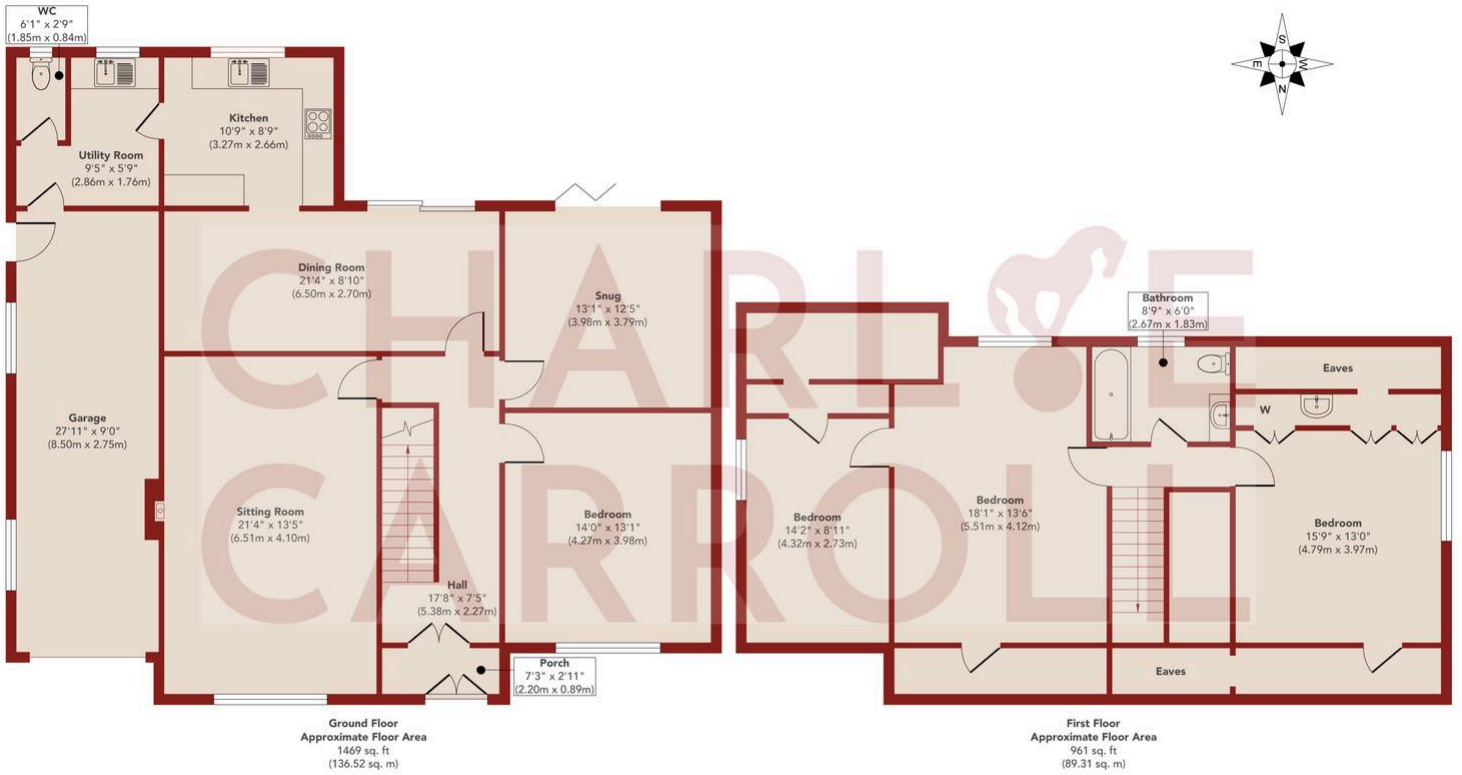 WC
6'1" x 2'9"
(1.85m x 0.84m)
S
E
W
N
Kitchen
10'9" x 8'9"
(3.27m x 2.66m)
Utility Room
9'5" x 5'9"
(2.86m x 1.76m)
Dining Room
21'4" x 8'10"
(6.50m x 2.70m)
Snug
13'1" x 12'5"
(3.98m x 3.79m)
Bathroom
8'9" x 6'0"
(2.67m x 1.83m)
Eaves
W
Garage
27'11" x 9'0"
(8.50m x 2.75m)
Sitting Room
21'4" x 13'5"
(6.51m x 4.10m)
Bedroom
14'0" x 13'1"
(4.27m x 3.98m)
Bedroom
14'2" x 8'11"
(4.32m x 2.73m)
Bedroom
18'1" x 13'6"
(5.51m x 4.12m)
Bedroom
15'9" x 13'0"
(4.79m x 3.97m)
Hall
17'8" x 7'5"
(5.38m x 2.27m)
Porch
7'3" x 2'11"
(2.20m x 0.89m)
Eaves
Ground Floor
Approximate Floor Area
1469 sq. ft
(136.52 sq. m)
First Floor
Approximate Floor Area
961 sq. ft
(89.31 sq. m)
CHARLIE
CARROLL